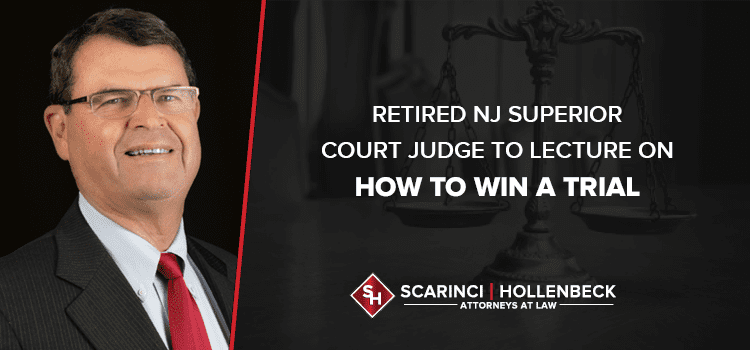 RETIRED NJ SUPERIOR
COURT JUDGE TO LECTURE ON
HOW TO WIN A TRIAL
SH
SCARINCI | HOLLENBECK
ATTORNEYS AT LAW